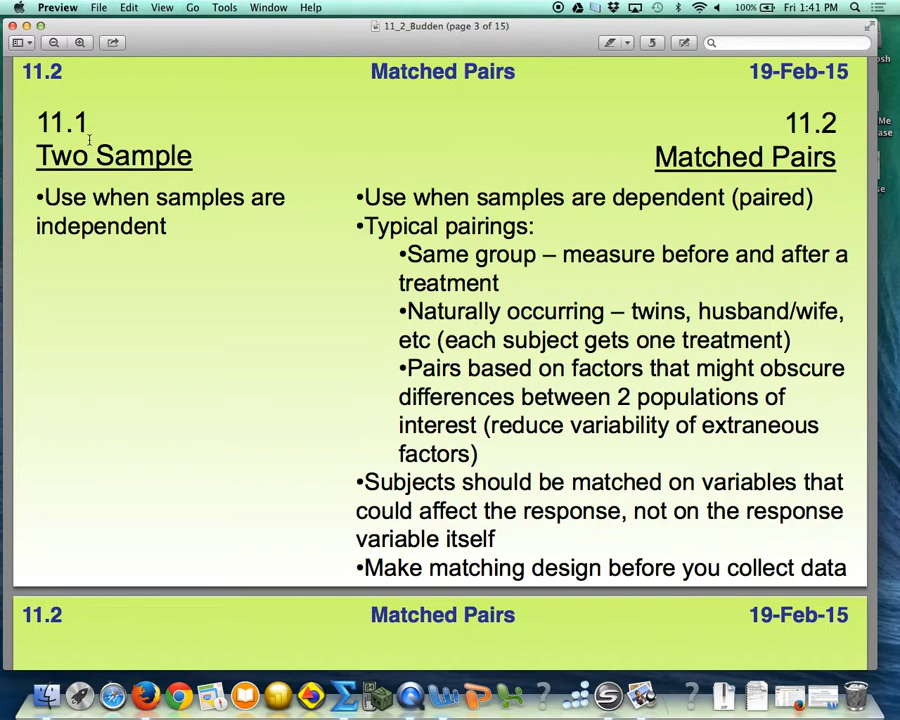 Preview File Edit View Go Tools Window Help 100% Fri 1:41 PM
11_2_Budden (page 3 of 15)
11.2 Matched Pairs 19-Feb-15
11.1
Two Sample
•Use when samples are
independent
11.2
Matched Pairs
•Use when samples are dependent (paired)
•Typical pairings:
•Same group – measure before and after a
treatment
•Naturally occurring – twins, husband/wife,
etc (each subject gets one treatment)
•Pairs based on factors that might obscure
differences between 2 populations of
interest (reduce variability of extraneous
factors)
•Subjects should be matched on variables that
could affect the response, not on the response
variable itself
•Make matching design before you collect data
11.2 Matched Pairs 19-Feb-15